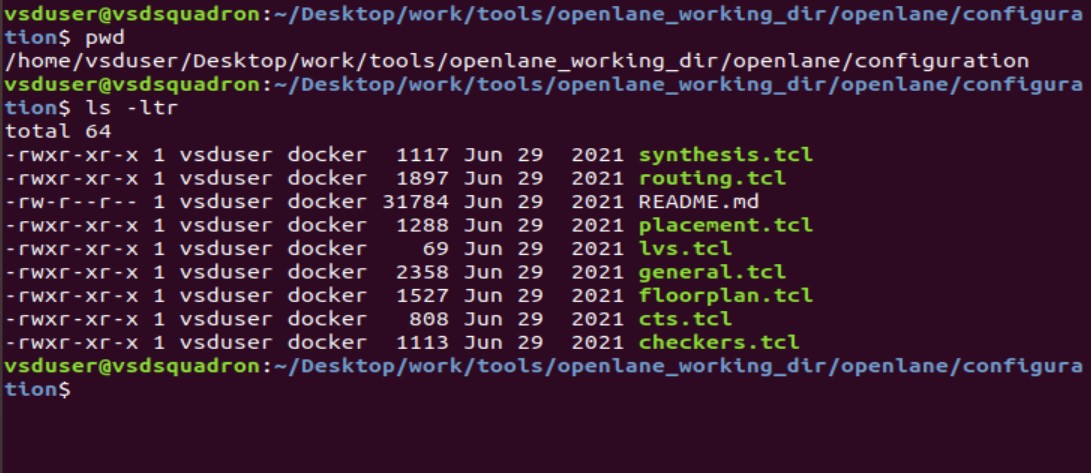 vsduser@vsdsquadron:~/Desktop/work/tools/openlane_working_dir/openlane/configura
tion$ pwd
/home/vsduser/Desktop/work/tools/openlane_working_dir/openlane/configuration
vsduser@vsdsquadron:~/Desktop/work/tools/openlane_working_dir/openlane/configura
tion$ ls -ltr
total 64
-rwxr-xr-x 1 vsduser docker  1117 Jun 29  2021 synthesis.tcl
-rwxr-xr-x 1 vsduser docker  1897 Jun 29  2021 routing.tcl
-rw-r--r-- 1 vsduser docker 31784 Jun 29  2021 README.md
-rwxr-xr-x 1 vsduser docker  1288 Jun 29  2021 placement.tcl
-rwxr-xr-x 1 vsduser docker    69 Jun 29  2021 lvs.tcl
-rwxr-xr-x 1 vsduser docker  2358 Jun 29  2021 general.tcl
-rwxr-xr-x 1 vsduser docker  1527 Jun 29  2021 floorplan.tcl
-rwxr-xr-x 1 vsduser docker   808 Jun 29  2021 cts.tcl
-rwxr-xr-x 1 vsduser docker  1113 Jun 29  2021 checkers.tcl
vsduser@vsdsquadron:~/Desktop/work/tools/openlane_working_dir/openlane/configura
tion$